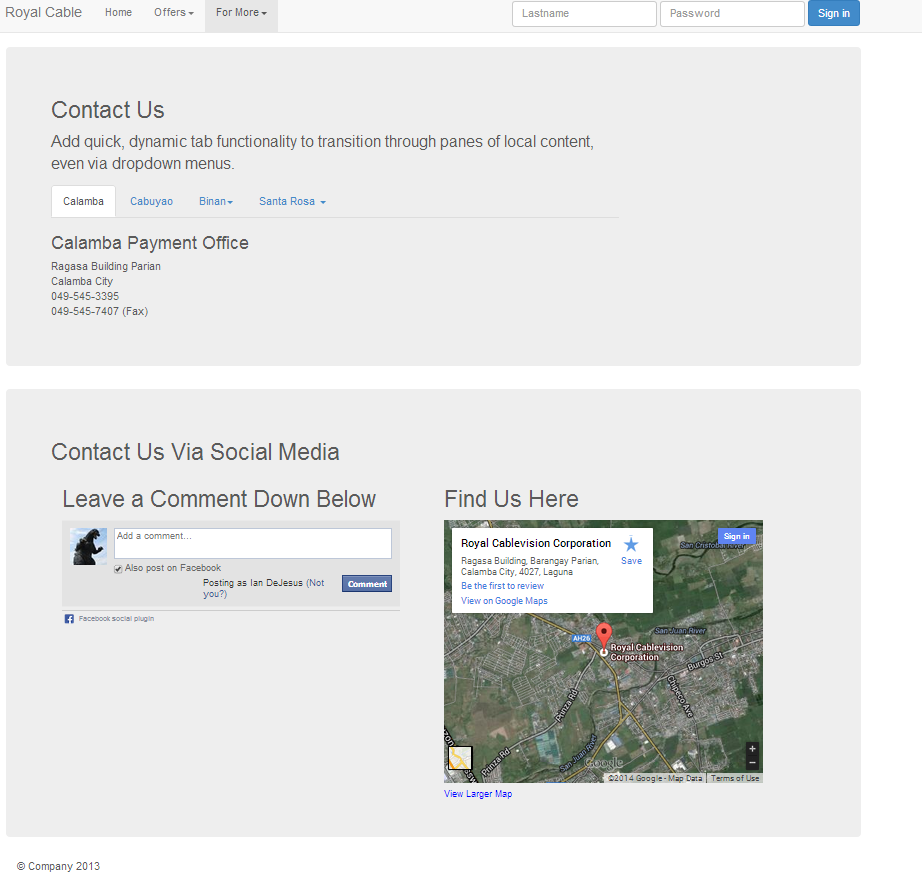 Royal Cable Home Offers For More Lastname Password Sign in
Contact Us
Add quick, dynamic tab functionality to transition through panes of local content,
even via dropdown menus.
Calamba Cabuyao Binan Santa Rosa
Calamba Payment Office
Ragasa Building Parian
Calamba City
049-545-3395
049-545-7407 (Fax)
Contact Us Via Social Media
Leave a Comment Down Below
Add a comment...
Also post on Facebook
Posting as Ian DeJesus (Not
you?)
Comment
Facebook social plugin
Find Us Here
Royal Cablevision Corporation
Save
Ragasa Building, Barangay Parian,
Calamba City, 4027, Laguna
Be the first to review
View on Google Maps
Sign in
San Cristobal River
AH26
San Juan River
Royal Cablevision
Corporation
Burgos St
Chipeco Ave
Prinza Rd
Prinza Rd
San Juan River
Google
©2014 Google - Map Data Terms of Use
View Larger Map
© Company 2013